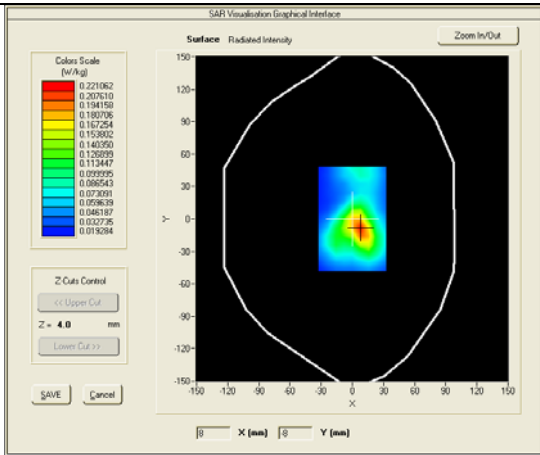 SAR Visualisation Graphical Interface
Surface Radiated Intensity
Zoom In/Out
Colors Scale
(W/kg)
0.221062
0.207610
0.194158
0.180706
0.167254
0.153802
0.140350
0.126899
0.113447
0.099995
0.086543
0.073091
0.059639
0.046187
0.032735
0.019284
Z-Cuts Control
<< Upper Cut
Z = 4.0 mm
Lower Cut >>
SAVE Cancel
150-
120-
90-
60-
30-
0-
-30-
-60-
-90-
-120-
-150-
Y
-150 -120 -90 -60 -30 0 30 60 90 120 150
X
8 X (mm) -8 Y (mm)